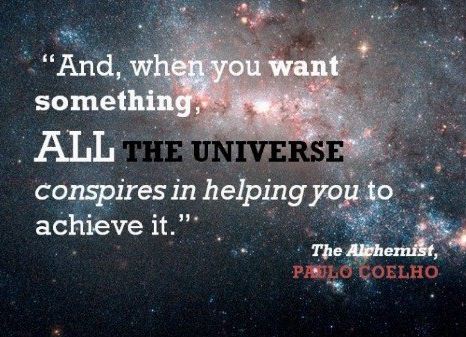 “And, when you want
something,
ALL THE UNIVERSE
conspires in helping you to
achieve it.”
The Alchemist,
PAULO COELHO